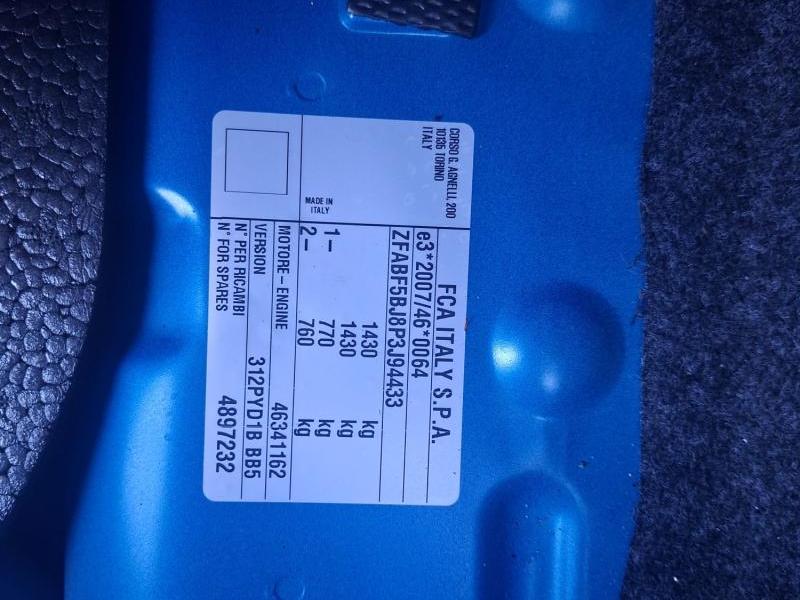 CORSO G. AGNELLI, 200
10135 TORINO
ITALY
MADE IN
ITALY
FCA ITALY S.P.A.
e3*2007/46*0064
ZFABF5BJ8P3J94433
1430 kg
1430 kg
1– 770 kg
2– 760 kg
MOTORE – ENGINE 46341162
VERSION 312PYD1B BB5
N° PER RICAMBI
N° FOR SPARES 4897232